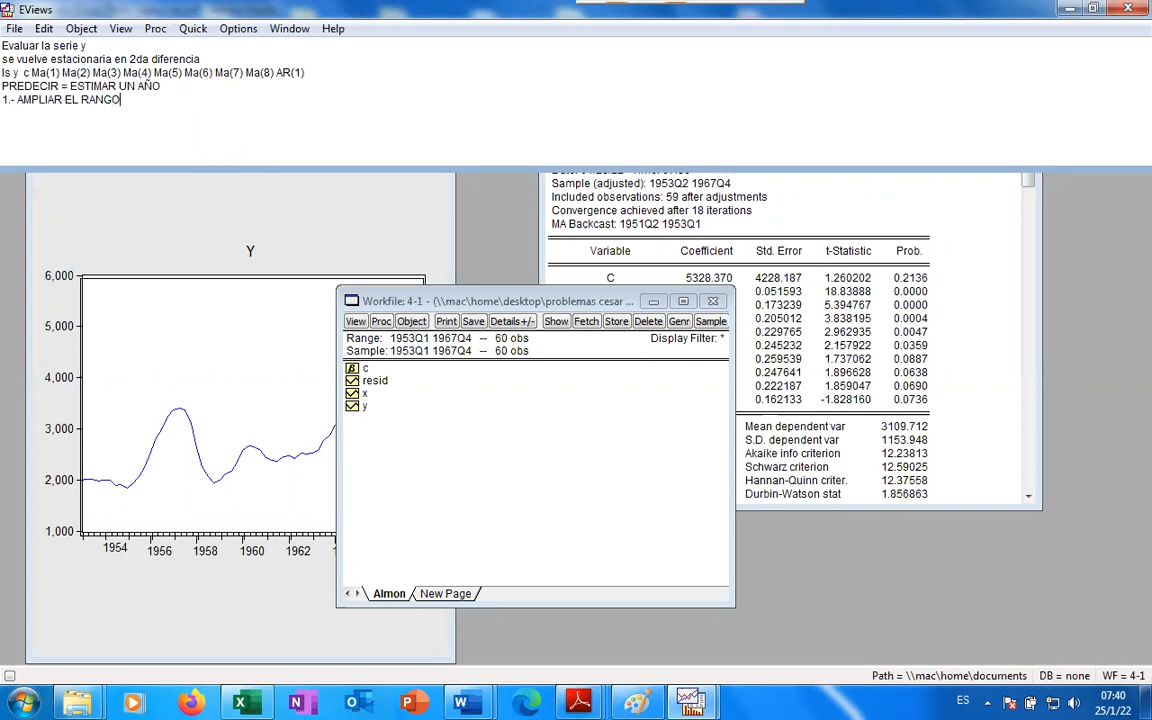 EViews
File Edit Object View Proc Quick Options Window Help
Evaluar la serie y
se vuelve estacionaria en 2da diferencia
ls y c Ma(1) Ma(2) Ma(3) Ma(4) Ma(5) Ma(6) Ma(7) Ma(8) AR(1)
PREDECIR = ESTIMAR UN AÑO
1.- AMPLIAR EL RANGO
Y
6,000
5,000
4,000
3,000
2,000
1,000
1954 1956 1958 1960 1962
Sample (adjusted): 1953Q2 1967Q4
Included observations: 59 after adjustments
Convergence achieved after 18 iterations
MA Backcast: 1951Q2 1953Q1
Variable Coefficient Std. Error t-Statistic Prob.
C 5328.370 4228.187 1.260202 0.2136
0.051593 18.83888 0.0000
0.173239 5.394767 0.0000
0.205012 3.838195 0.0004
0.229765 2.962935 0.0047
0.245232 2.157922 0.0359
0.259539 1.737062 0.0887
0.247641 1.896628 0.0638
0.222187 1.859047 0.0690
0.162133 -1.828160 0.0736
Mean dependent var 3109.712
S.D. dependent var 1153.948
Akaike info criterion 12.23813
Schwarz criterion 12.59025
Hannan-Quinn criter. 12.37558
Durbin-Watson stat 1.856863
Workfile: 4-1 - (\\mac\home\desktop\problemas cesar ...
View Proc Object Print Save Details+/- Show Fetch Store Delete Genr Sample
Range: 1953Q1 1967Q4 -- 60 obs Display Filter: *
Sample: 1953Q1 1967Q4 -- 60 obs
c
resid
x
y
Almon New Page
Path = \\mac\home\documents DB = none WF = 4-1
ES 07:40
25/1/22